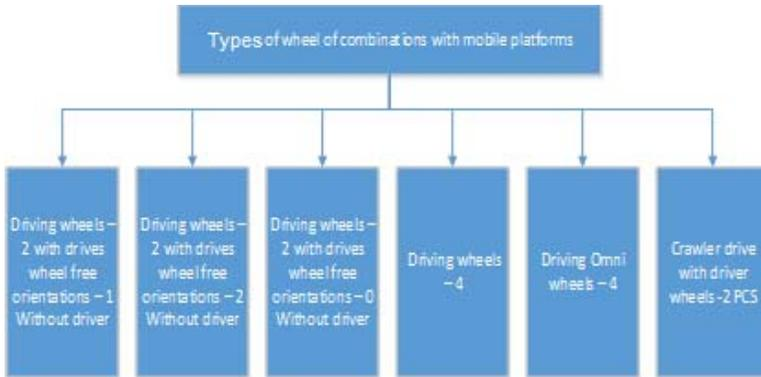 Types of wheel of combinations with mobile platforms
Driving wheels –
2 with drives
wheel free
orientations – 1
Without driver
Driving wheels –
2 with drives
wheel free
orientations – 2
Without driver
Driving wheels –
2 with drives
wheel free
orientations – 0
Without driver
Driving wheels
– 4
Driving Omni
wheels – 4
Crawler drive
with driver
wheels -2 PCS